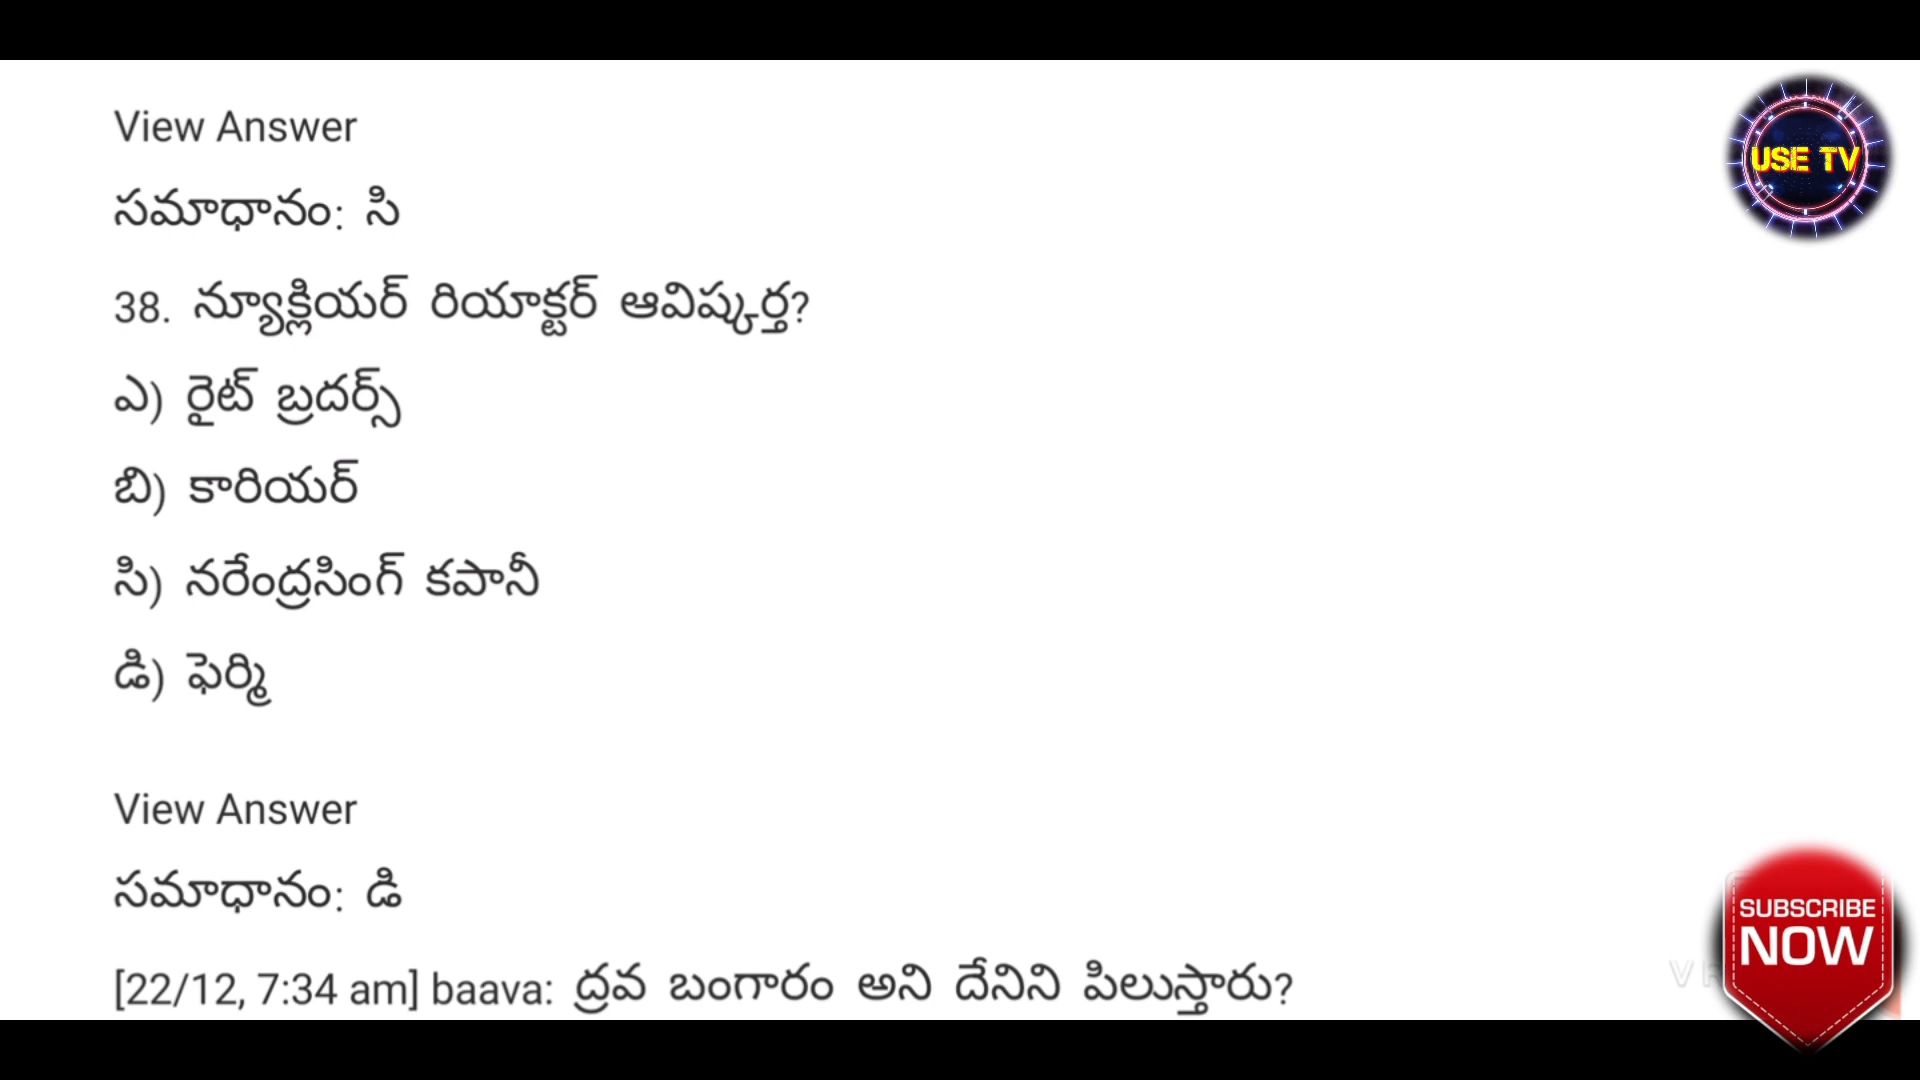 View Answer
సమాధానం: సి
38. న్యూక్లియర్ రియాక్టర్ ఆవిష్కర్త?
ఎ) రైట్ బ్రదర్స్
బి) కారియర్
సి) నరేంద్రసింగ్ కపానీ
డి) ఫెర్మి
View Answer
సమాధానం: డి
[22/12, 7:34 am] baava: ద్రవ బంగారం అని దేనిని పిలుస్తారు?
USE TV
SUBSCRIBE
NOW